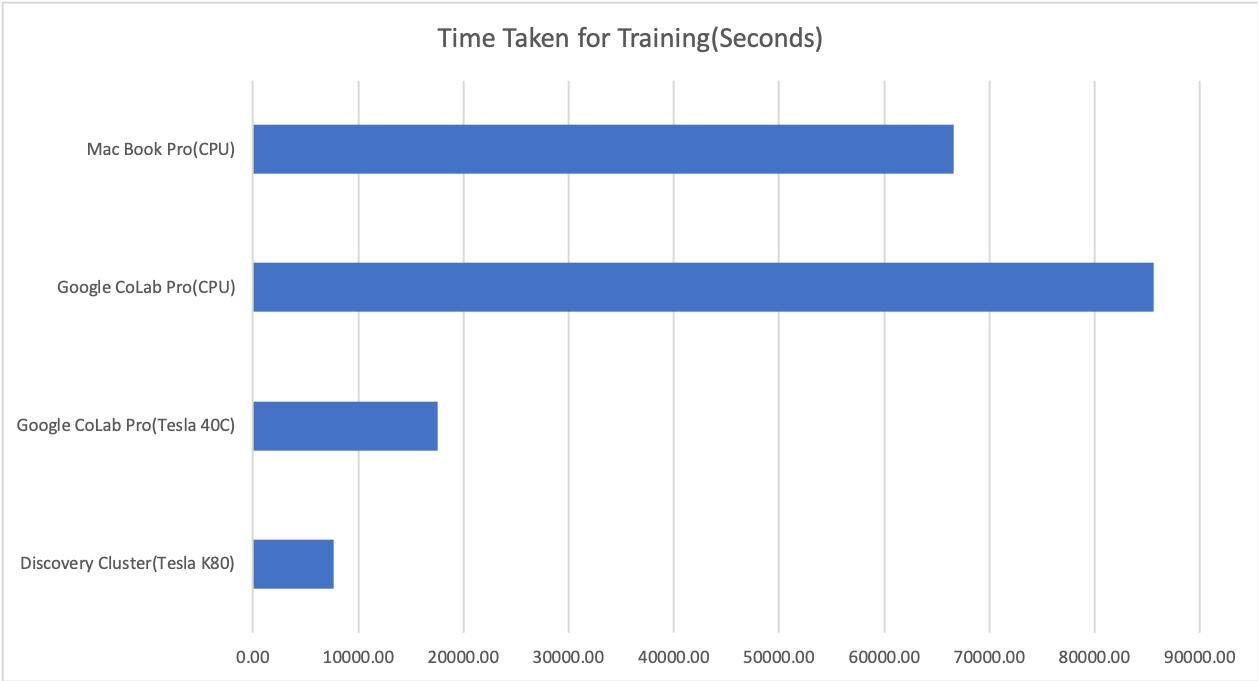 Time Taken for Training(Seconds)
Mac Book Pro(CPU)
Google CoLab Pro(CPU)
Google CoLab Pro(Tesla 40C)
Discovery Cluster(Tesla K80)
0.00 10000.00 20000.00 30000.00 40000.00 50000.00 60000.00 70000.00 80000.00 90000.00